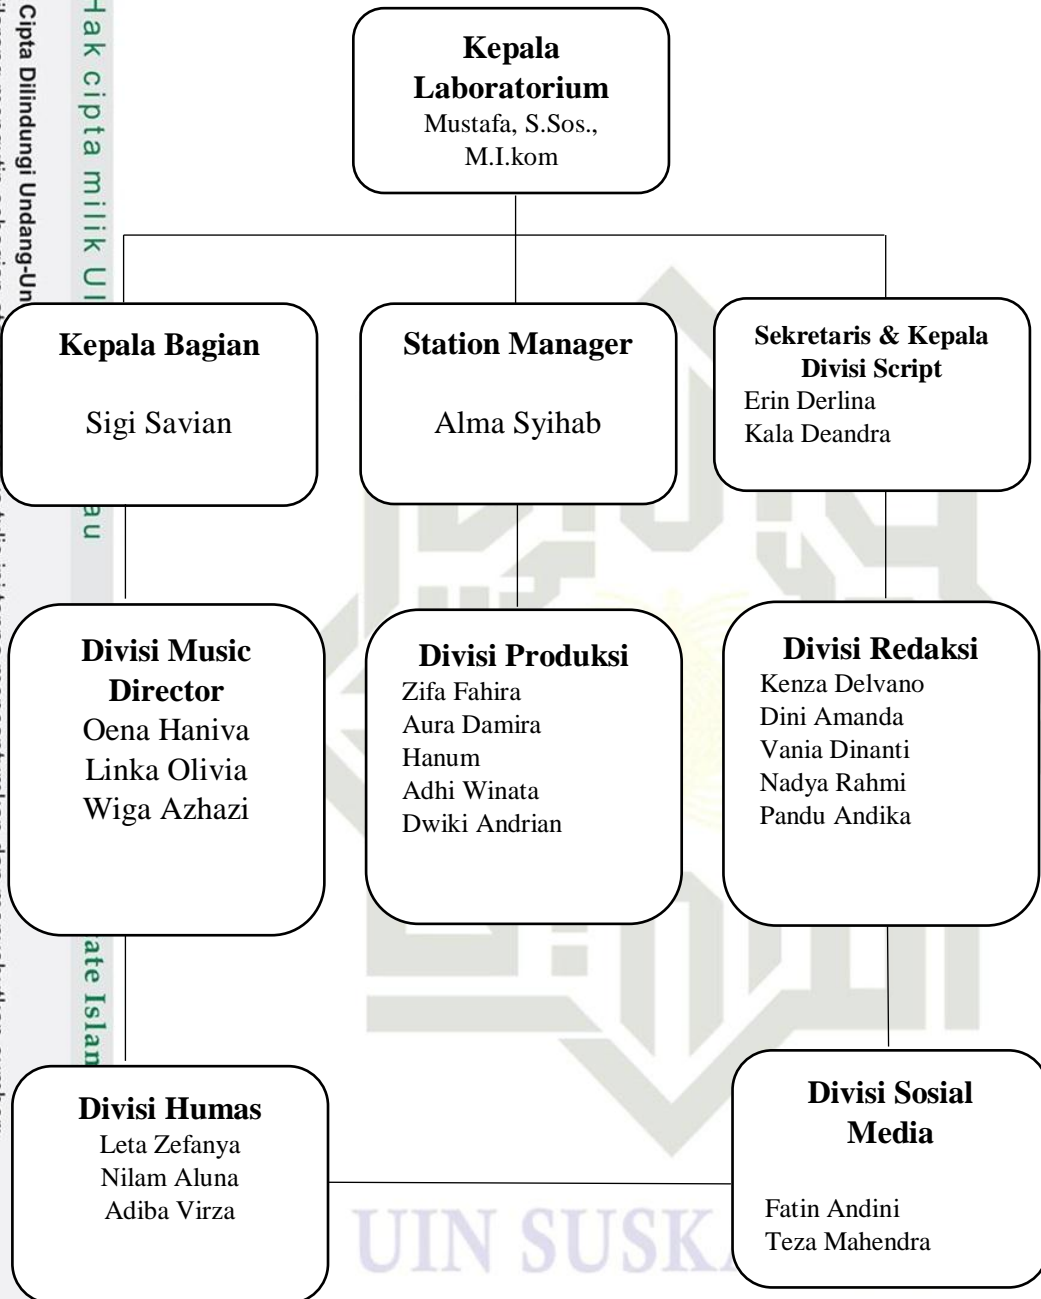 Hak cipta milik UI
au
ate Islan
Cipta Dilindungi Undang-Un
Kepala
Laboratorium
Mustafa, S.Sos.,
M.I.kom
Kepala Bagian
Sigi Savian
Station Manager
Alma Syihab
Sekretaris & Kepala
Divisi Script
Erin Derlina
Kala Deandra
Divisi Music
Director
Oena Haniva
Linka Olivia
Wiga Azhazi
Divisi Produksi
Zifa Fahira
Aura Damira
Hanum
Adhi Winata
Dwiki Andrian
Divisi Redaksi
Kenza Delvano
Dini Amanda
Vania Dinanti
Nadya Rahmi
Pandu Andika
Divisi Humas
Leta Zefanya
Nilam Aluna
Adiba Virza
Divisi Sosial
Media
Fatin Andini
Teza Mahendra
UIN SUSKA